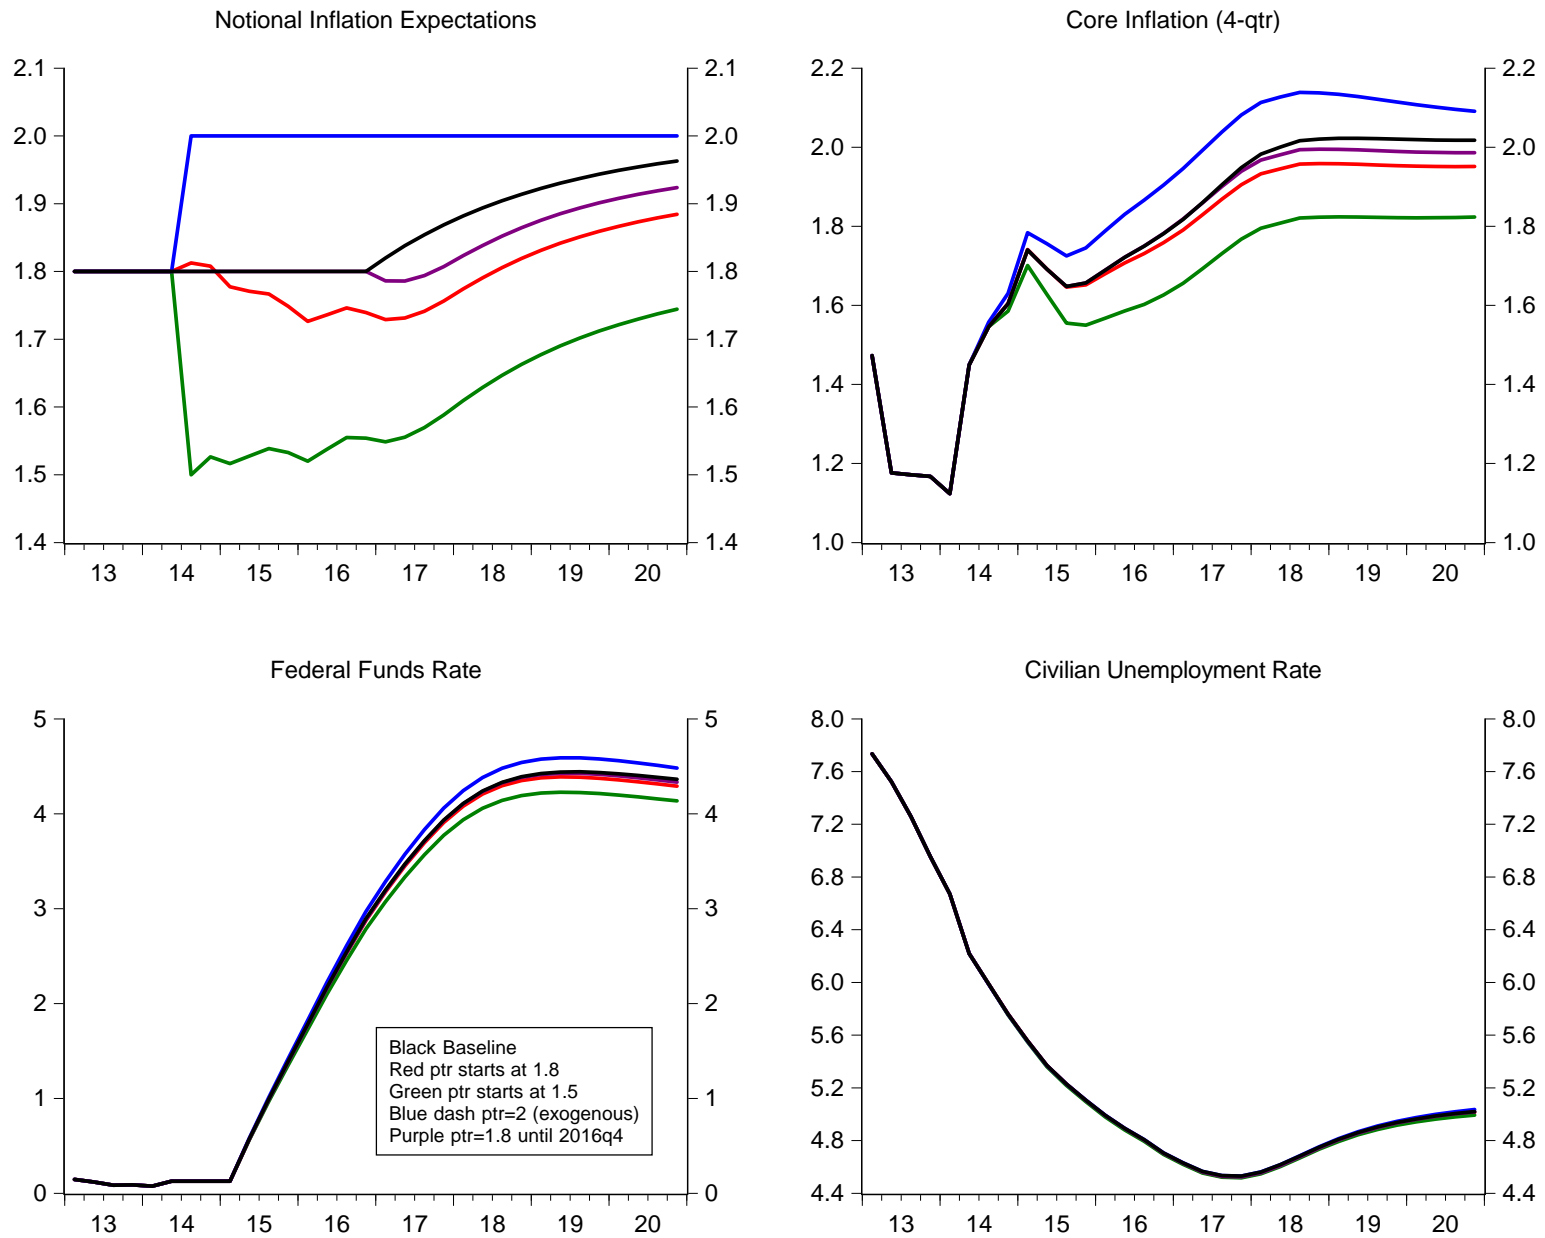 Notional Inflation Expectations
2.1 2.1
2.0 2.0
1.9 1.9
1.8 1.8
1.7 1.7
1.6 1.6
1.5 1.5
1.4 1.4
13 14 15 16 17 18 19 20
Core Inflation (4-qtr)
2.2 2.2
2.0 2.0
1.8 1.8
1.6 1.6
1.4 1.4
1.2 1.2
1.0 1.0
13 14 15 16 17 18 19 20
Federal Funds Rate
5 5
4 4
3 3
2 2
1 1
0 0
Black Baseline
Red ptr starts at 1.8
Green ptr starts at 1.5
Blue dash ptr=2 (exogenous)
Purple ptr=1.8 until 2016q4
13 14 15 16 17 18 19 20
Civilian Unemployment Rate
8.0 8.0
7.6 7.6
7.2 7.2
6.8 6.8
6.4 6.4
6.0 6.0
5.6 5.6
5.2 5.2
4.8 4.8
4.4 4.4
13 14 15 16 17 18 19 20